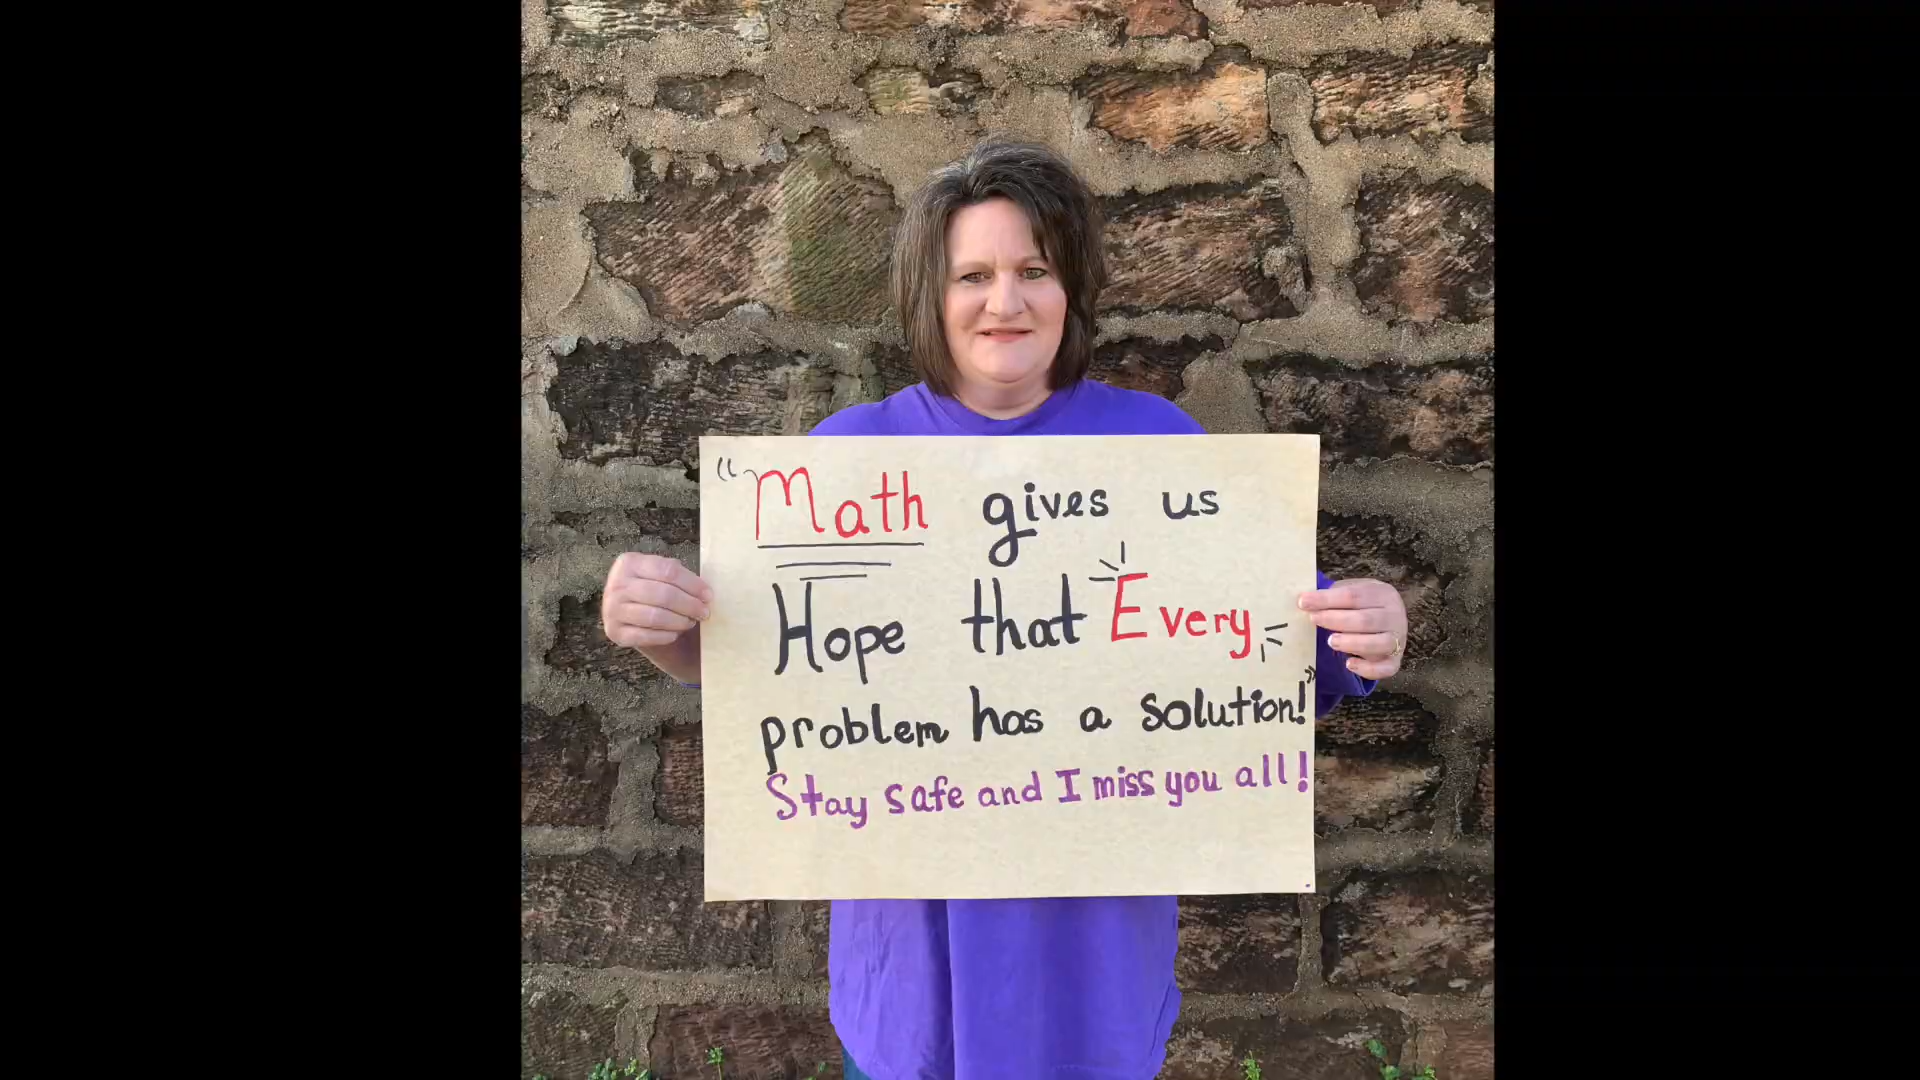 “Math gives us
Hope that Every
problem has a solution!”
Stay safe and I miss you all!